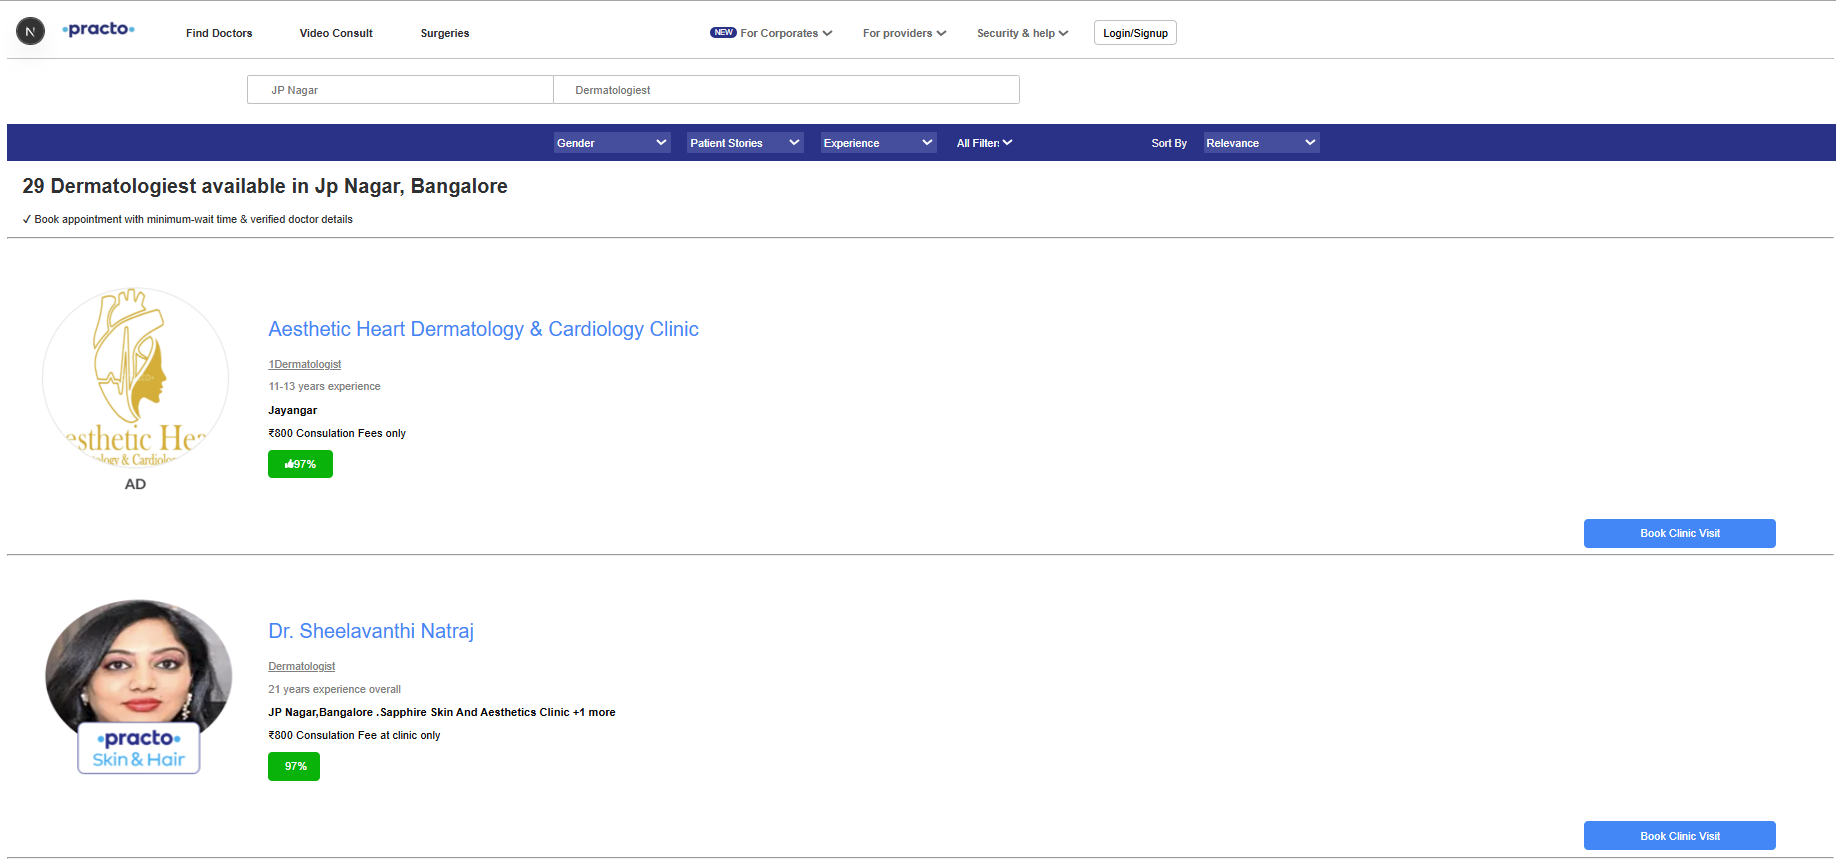 N
•practo•
Find Doctors
Video Consult
Surgeries
NEW For Corporates
For providers
Security & help
Login/Signup
JP Nagar
Dermatologiest
Gender
Patient Stories
Experience
All Filters
Sort By
Relevance
29 Dermatologiest available in Jp Nagar, Bangalore
✓ Book appointment with minimum-wait time & verified doctor details
esthetic Hea
ology & Cardiolo
AD
Aesthetic Heart Dermatology & Cardiology Clinic
1Dermatologist
11-13 years experience
Jayangar
₹800 Consulation Fees only
97%
Book Clinic Visit
•practo•
Skin & Hair
Dr. Sheelavanthi Natraj
Dermatologist
21 years experience overall
JP Nagar,Bangalore .Sapphire Skin And Aesthetics Clinic +1 more
₹800 Consulation Fee at clinic only
97%
Book Clinic Visit